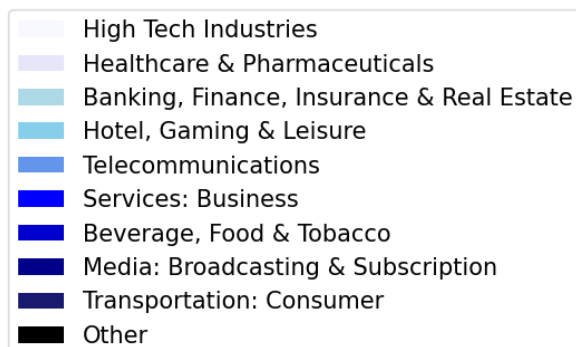 High Tech Industries
Healthcare & Pharmaceuticals
Banking, Finance, Insurance & Real Estate
Hotel, Gaming & Leisure
Telecommunications
Services: Business
Beverage, Food & Tobacco
Media: Broadcasting & Subscription
Transportation: Consumer
Other